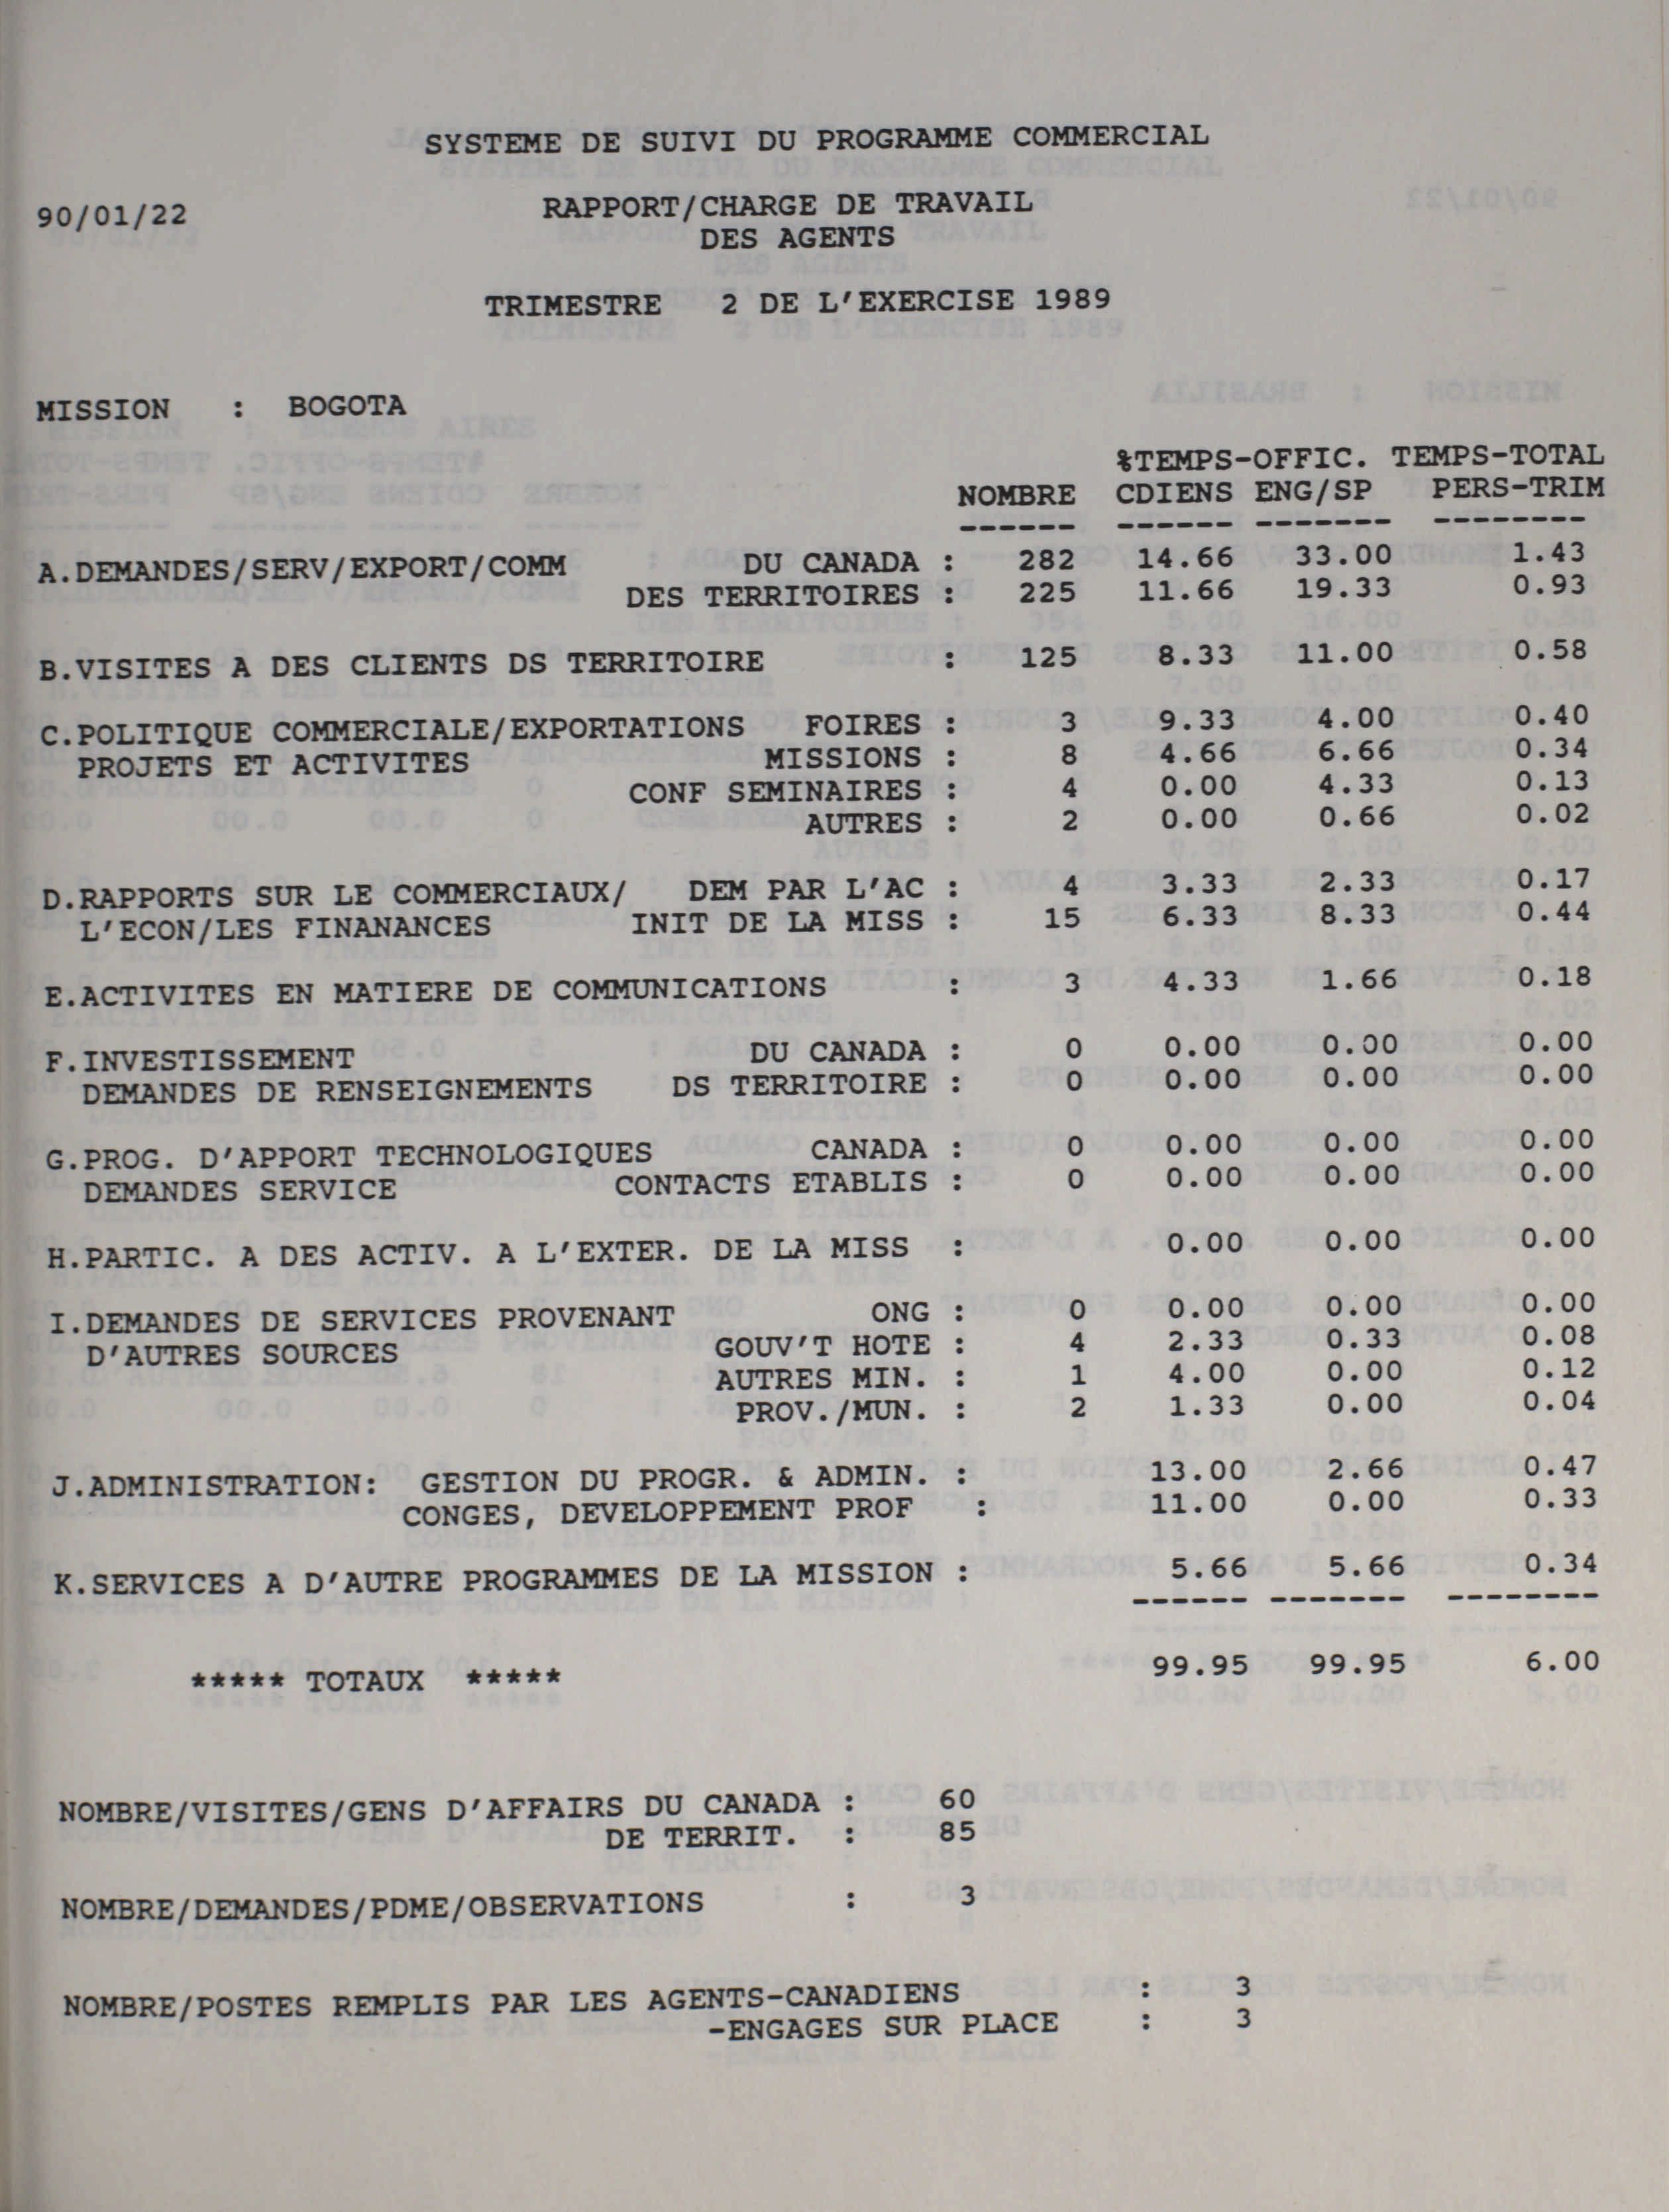 SYSTEME DE SUIVI DU PROGRAMME COMMERCIAL
90/01/22 RAPPORT/CHARGE DE TRAVAIL
DES AGENTS
TRIMESTRE 2 DE L'EXERCISE 1989
MISSION : BOGOTA
%TEMPS-OFFIC. TEMPS-TOTAL
NOMBRE CDIENS ENG/SP PERS-TRIM
------ ------ ------- --------
A.DEMANDES/SERV/EXPORT/COMM DU CANADA : 282 14.66 33.00 1.43
DES TERRITOIRES : 225 11.66 19.33 0.93
B.VISITES A DES CLIENTS DS TERRITOIRE : 125 8.33 11.00 0.58
C.POLITIQUE COMMERCIALE/EXPORTATIONS FOIRES : 3 9.33 4.00 0.40
PROJETS ET ACTIVITES MISSIONS : 8 4.66 6.66 0.34
CONF SEMINAIRES : 4 0.00 4.33 0.13
AUTRES : 2 0.00 0.66 0.02
D.RAPPORTS SUR LE COMMERCIAUX/ DEM PAR L'AC : 4 3.33 2.33 0.17
L'ECON/LES FINANANCES INIT DE LA MISS : 15 6.33 8.33 0.44
E.ACTIVITES EN MATIERE DE COMMUNICATIONS : 3 4.33 1.66 0.18
F.INVESTISSEMENT DU CANADA : 0 0.00 0.00 0.00
DEMANDES DE RENSEIGNEMENTS DS TERRITOIRE : 0 0.00 0.00 0.00
G.PROG. D'APPORT TECHNOLOGIQUES CANADA : 0 0.00 0.00 0.00
DEMANDES SERVICE CONTACTS ETABLIS : 0 0.00 0.00 0.00
H.PARTIC. A DES ACTIV. A L'EXTER. DE LA MISS : 0.00 0.00 0.00
I.DEMANDES DE SERVICES PROVENANT ONG : 0 0.00 0.00 0.00
D'AUTRES SOURCES GOUV'T HOTE : 4 2.33 0.33 0.08
AUTRES MIN. : 1 4.00 0.00 0.12
PROV./MUN. : 2 1.33 0.00 0.04
J.ADMINISTRATION: GESTION DU PROGR. & ADMIN. : 13.00 2.66 0.47
CONGES, DEVELOPPEMENT PROF : 11.00 0.00 0.33
K.SERVICES A D'AUTRE PROGRAMMES DE LA MISSION : 5.66 5.66 0.34
------ ------- --------
***** TOTAUX ***** 99.95 99.95 6.00
NOMBRE/VISITES/GENS D'AFFAIRS DU CANADA : 60
DE TERRIT. : 85
NOMBRE/DEMANDES/PDME/OBSERVATIONS : 3
NOMBRE/POSTES REMPLIS PAR LES AGENTS-CANADIENS : 3
-ENGAGES SUR PLACE : 3